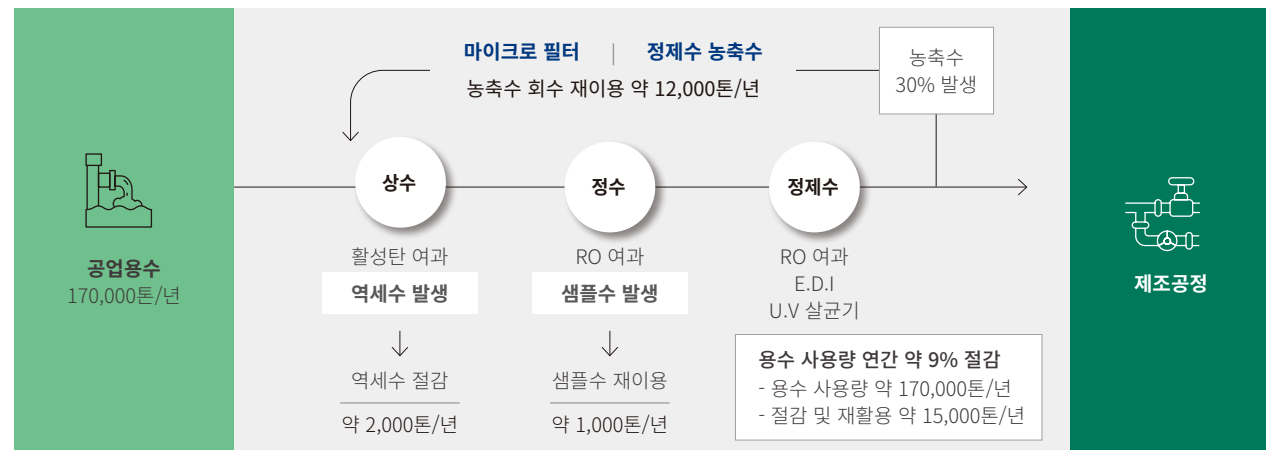 마이크로 필터 | 정제수 농축수
농축수 회수 재이용 약 12,000톤/년
농축수
30% 발생
공업용수
170,000톤/년
상수
활성탄 여과
역세수 발생
역세수 절감
약 2,000톤/년
정수
RO 여과
샘플수 발생
샘플수 재이용
약 1,000톤/년
정제수
RO 여과
E.D.I
U.V 살균기
용수 사용량 연간 약 9% 절감
- 용수 사용량 약 170,000톤/년
- 절감 및 재활용 약 15,000톤/년
제조공정